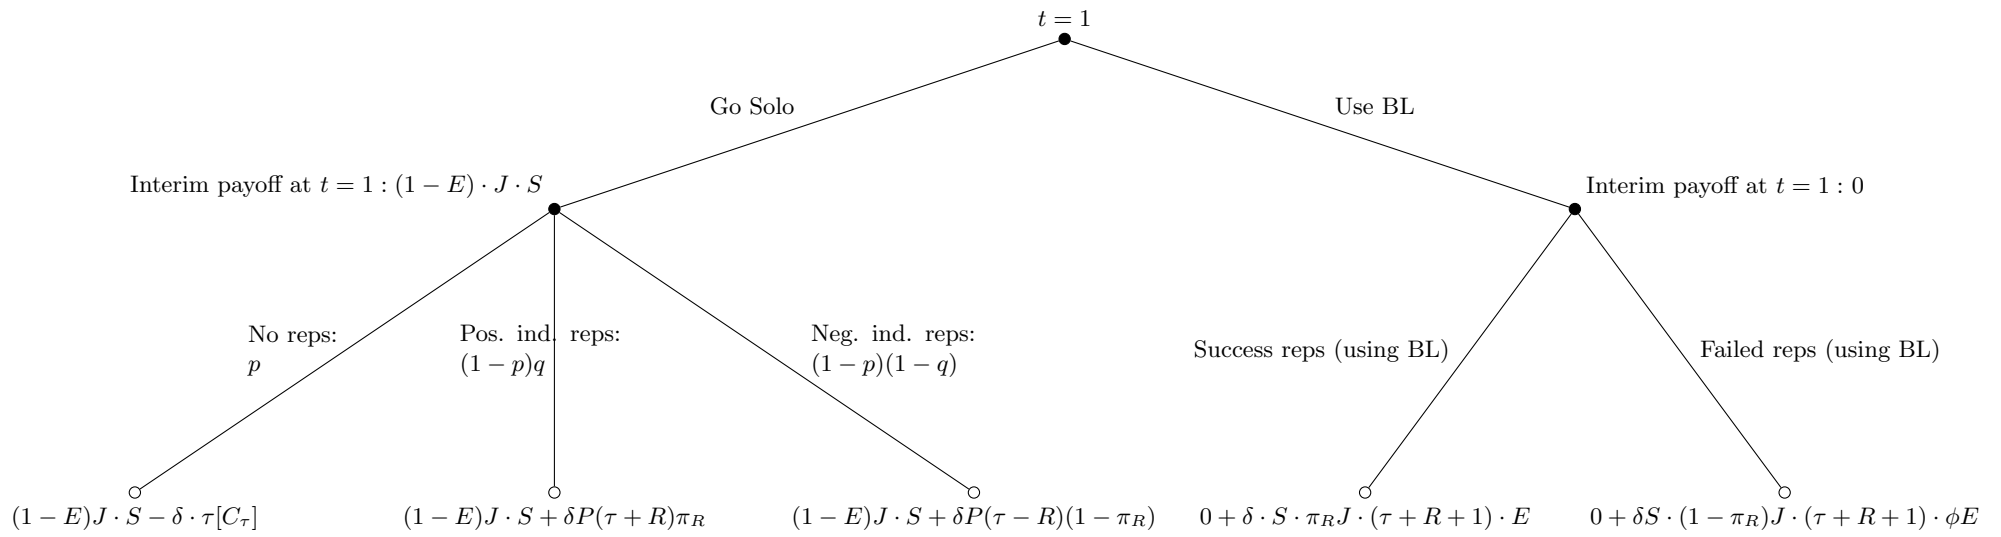 t = 1
Go Solo
Use BL
Interim payoff at t = 1 : (1 − E) · J · S
Interim payoff at t = 1 : 0
No reps:
p
Pos. ind. reps:
(1 − p)q
Neg. ind. reps:
(1 − p)(1 − q)
Success reps (using BL)
Failed reps (using BL)
(1 − E)J · S − δ · τ[C_τ]
(1 − E)J · S + δP(τ + R)π_R
(1 − E)J · S + δP(τ − R)(1 − π_R)
0 + δ · S · π_R J · (τ + R + 1) · E
0 + δS · (1 − π_R)J · (τ + R + 1) · ϕE